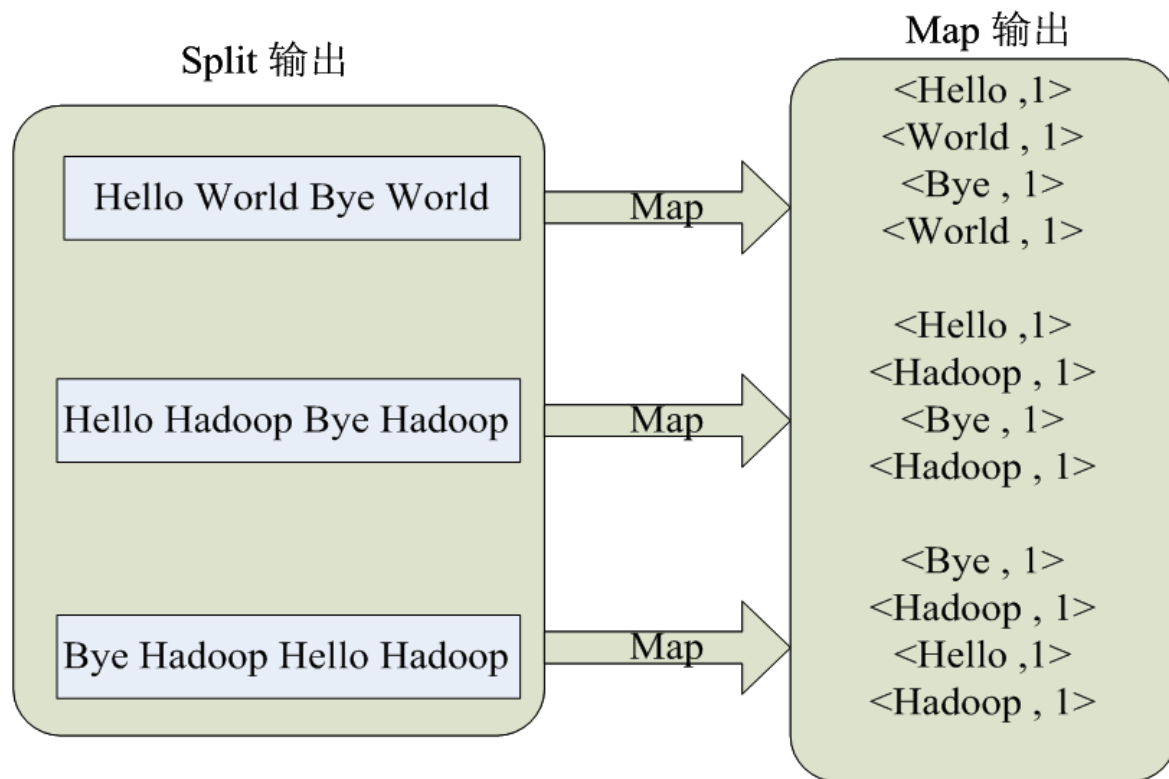 Split 输出
Hello World Bye World
Hello Hadoop Bye Hadoop
Bye Hadoop Hello Hadoop
Map
Map
Map
Map 输出
<Hello ,1>
<World , 1>
<Bye , 1>
<World , 1>
<Hello ,1>
<Hadoop , 1>
<Bye , 1>
<Hadoop , 1>
<Bye , 1>
<Hadoop , 1>
<Hello ,1>
<Hadoop , 1>